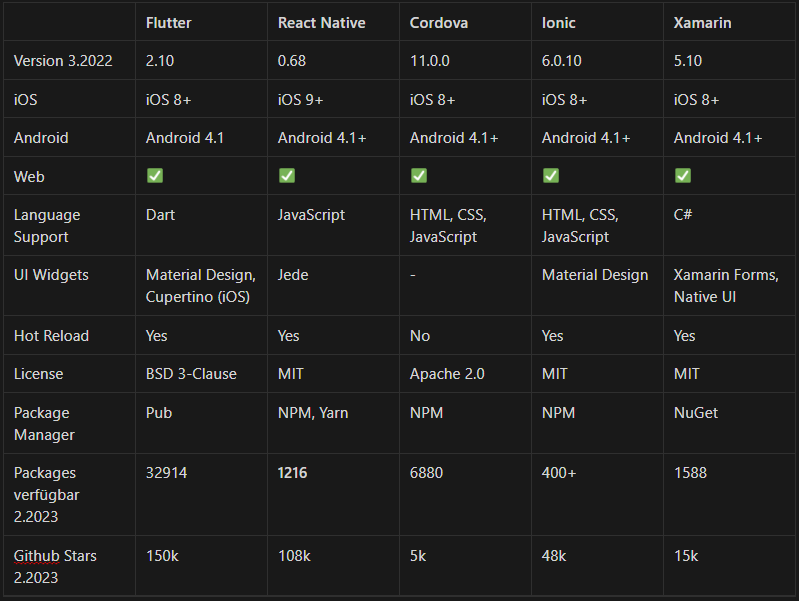 Flutter React Native Cordova Ionic Xamarin
Version 3.2022 2.10 0.68 11.0.0 6.0.10 5.10
iOS iOS 8+ iOS 9+ iOS 8+ iOS 8+ iOS 8+
Android Android 4.1 Android 4.1+ Android 4.1+ Android 4.1+ Android 4.1+
Web ✅ ✅ ✅ ✅ ✅
Language Dart JavaScript HTML, CSS, HTML, CSS, C#
Support JavaScript JavaScript
UI Widgets Material Design, Jede - Material Design Xamarin Forms,
Cupertino (iOS) Native UI
Hot Reload Yes Yes No Yes Yes
License BSD 3-Clause MIT Apache 2.0 MIT MIT
Package Pub NPM, Yarn NPM NPM NuGet
Manager
Packages 32914 1216 6880 400+ 1588
verfügbar
2.2023
Github Stars 150k 108k 5k 48k 15k
2.2023